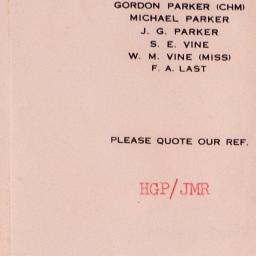 GORDON PARKER (CHM)
MICHAEL PARKER
J. G. PARKER
S. E. VINE
W. M. VINE (MISS)
F. A. LAST
PLEASE QUOTE OUR REF.
HGP/JMR